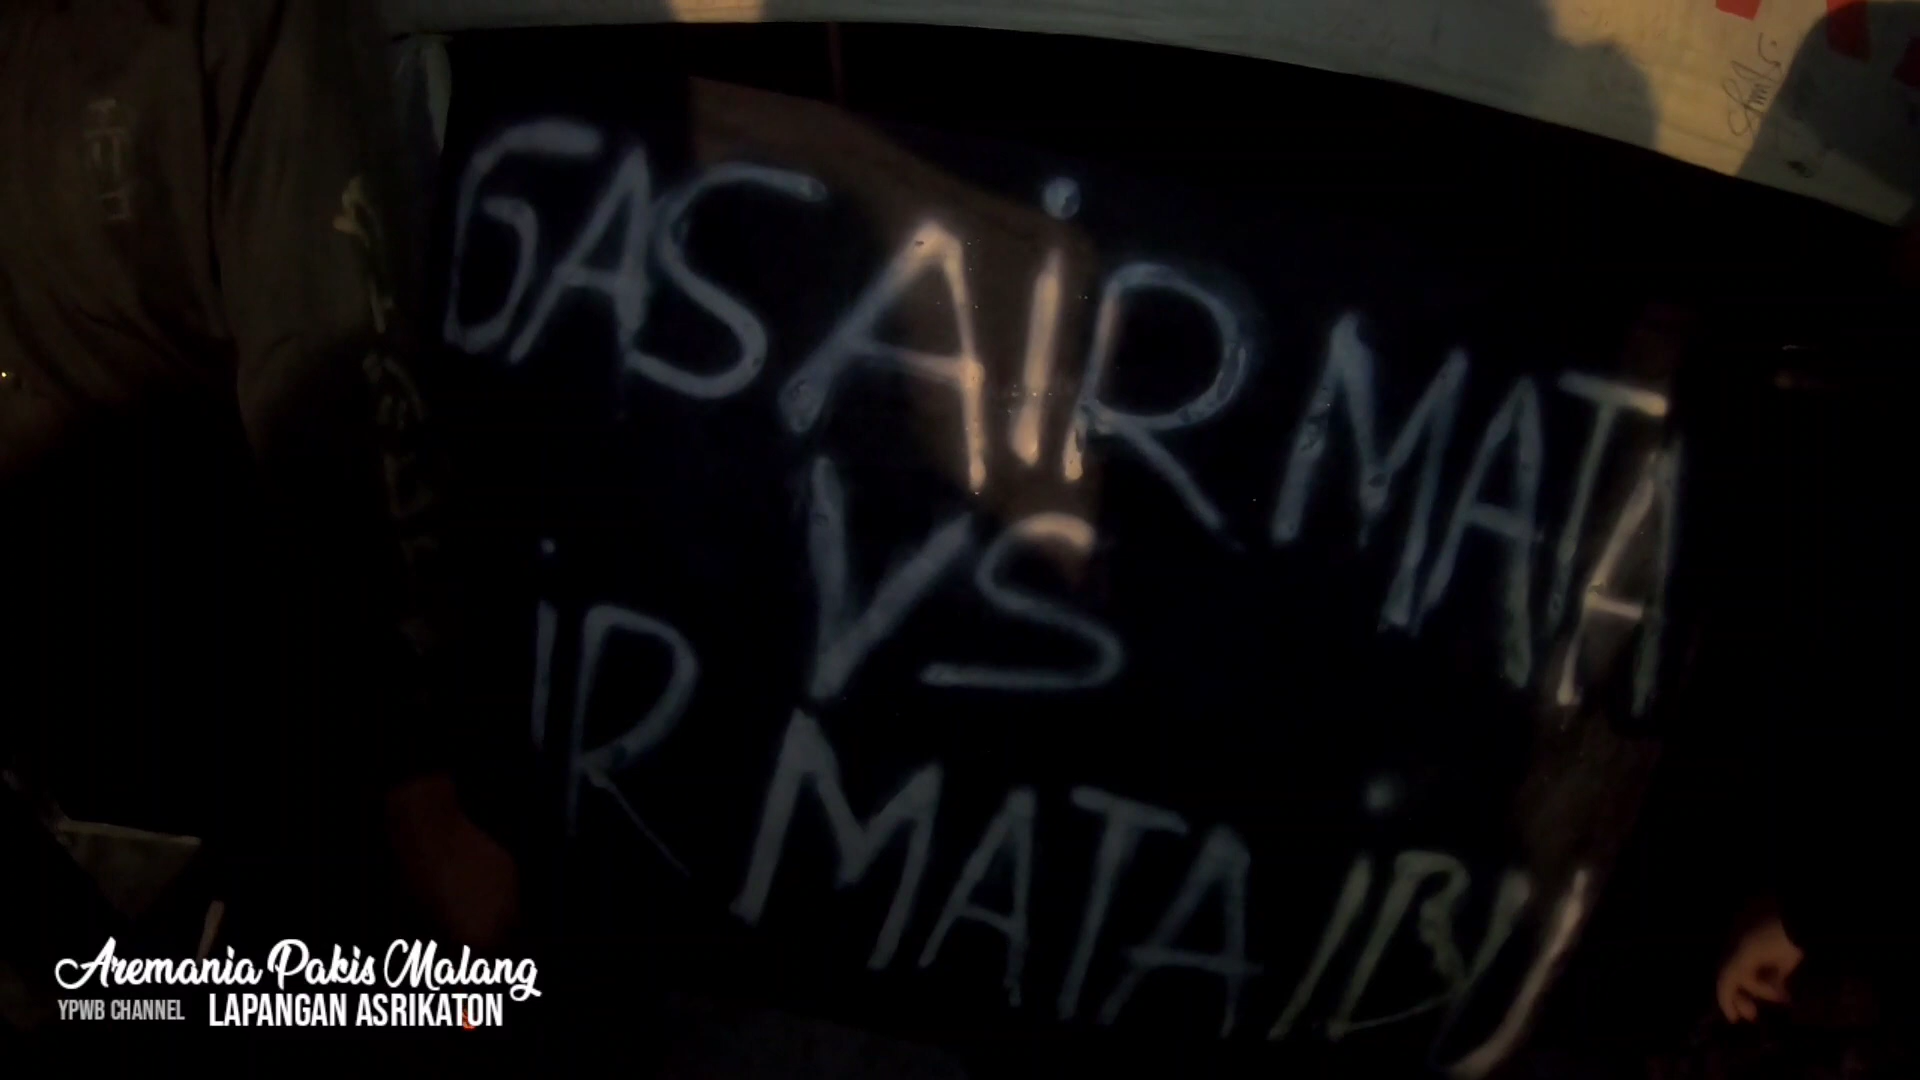 GAS AiR MATA
VS
iR MATA iBU
Aremania Pakis Malang
YPWB CHANNEL LAPANGAN ASRIKATON